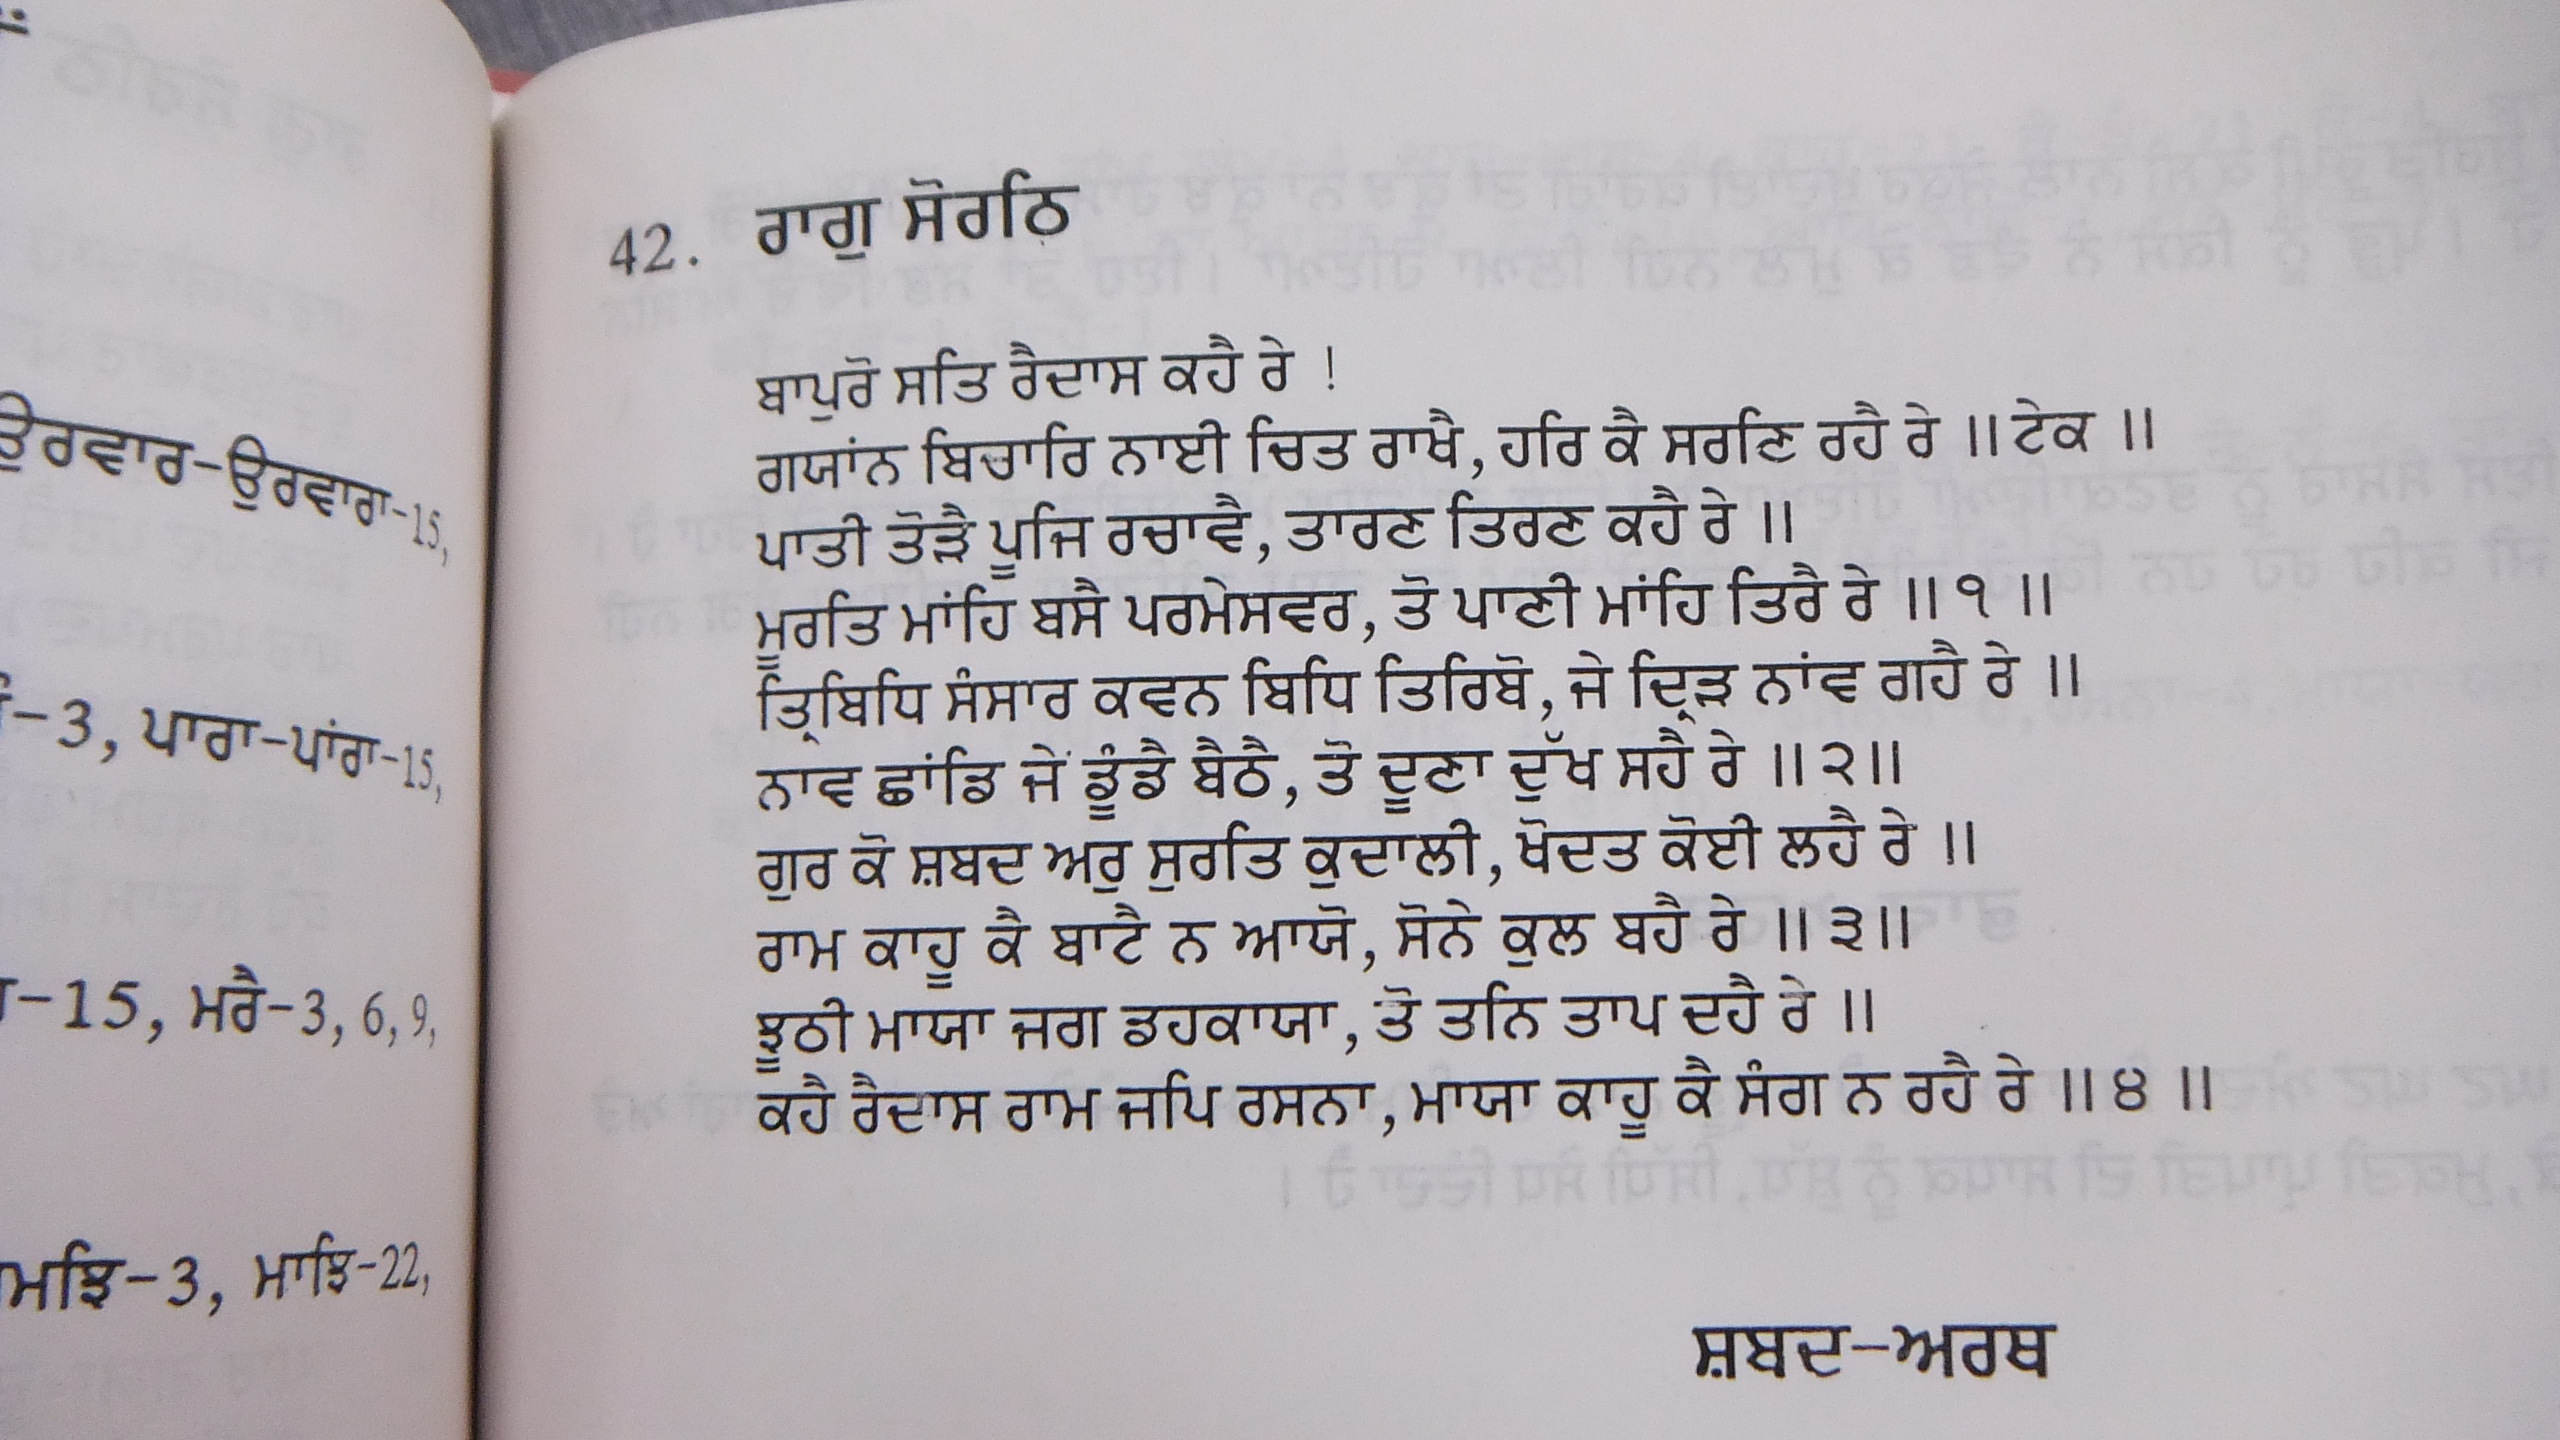 ਉਰਵਾਰ-ਉਰਵਾਰਾ-15,
-3, ਪਾਰਾ-ਪਾਂਰਾ-15,
-15, ਮਰੈ-3, 6, 9,
ਮਝਿ-3, ਮਾਝਿ-22,
42. ਰਾਗੁ ਸੋਰਠਿ
ਬਾਪੁਰੋ ਸਤਿ ਰੈਦਾਸ ਕਹੈ ਰੇ !
ਗਯਾਂਨ ਬਿਚਾਰਿ ਨਾਈ ਚਿਤ ਰਾਖੈ, ਹਰਿ ਕੈ ਸਰਣਿ ਰਹੈ ਰੇ ॥ ਟੇਕ ॥
ਪਾਤੀ ਤੋੜੈ ਪੂਜਿ ਰਚਾਵੈ, ਤਾਰਣ ਤਿਰਣ ਕਹੈ ਰੇ ॥
ਮੂਰਤਿ ਮਾਂਹਿ ਬਸੈ ਪਰਮੇਸਵਰ, ਤੋ ਪਾਣੀ ਮਾਂਹਿ ਤਿਰੈ ਰੇ ॥ ੧ ॥
ਤ੍ਰਿਬਿਧਿ ਸੰਸਾਰ ਕਵਨ ਬਿਧਿ ਤਿਰਿਬੋ, ਜੇ ਦ੍ਰਿੜ ਨਾਂਵ ਗਹੈ ਰੇ ॥
ਨਾਵ ਛਾਂਡਿ ਜੇਂ ਡੂੰਡੈ ਬੈਠੈ, ਤੋ ਦੂਣਾ ਦੁੱਖ ਸਹੈ ਰੇ ॥ ੨॥
ਗੁਰ ਕੋ ਸ਼ਬਦ ਅਰੁ ਸੁਰਤਿ ਕੁਦਾਲੀ, ਖੋਦਤ ਕੋਈ ਲਹੈ ਰੇ ॥
ਰਾਮ ਕਾਹੂ ਕੈ ਬਾਟੈ ਨ ਆਯੋ, ਸੋਨੇ ਕੁਲ ਬਹੈ ਰੇ ॥ ੩॥
ਝੂਠੀ ਮਾਯਾ ਜਗ ਡਹਕਾਯਾ, ਤੋ ਤਨਿ ਤਾਪ ਦਹੈ ਰੇ ॥
ਕਹੈ ਰੈਦਾਸ ਰਾਮ ਜਪਿ ਰਸਨਾ, ਮਾਯਾ ਕਾਹੂ ਕੈ ਸੰਗ ਨ ਰਹੈ ਰੇ ॥ ੪ ॥
ਸ਼ਬਦ-ਅਰਥ